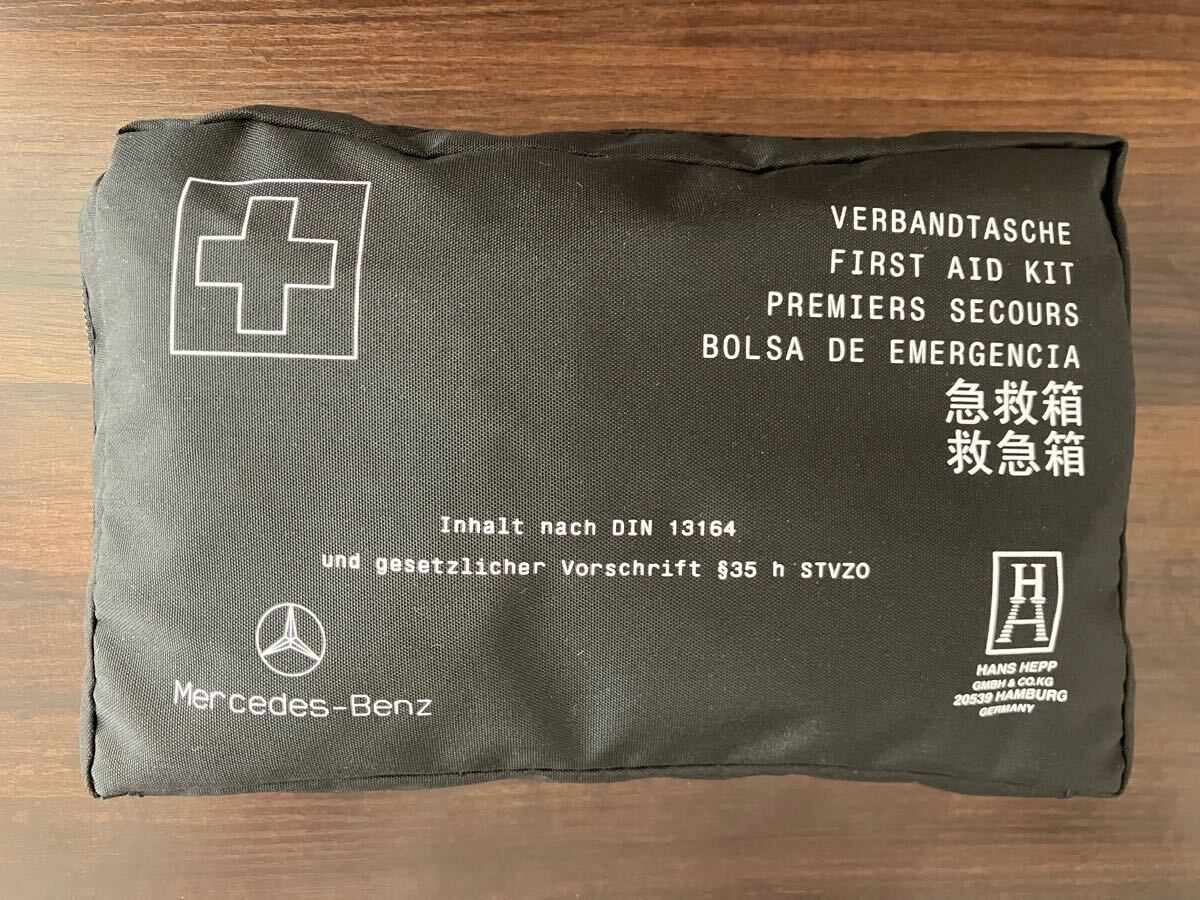 VERBANDTASCHE
FIRST AID KIT
PREMIERS SECOURS
BOLSA DE EMERGENCIA
急救箱
救急箱
Inhalt nach DIN 13164
und gesetzlicher Vorschrift §35 h STVZO
Mercedes-Benz
HA
HANS HEPP
GMBH & CO.KG
20539 HAMBURG
GERMANY